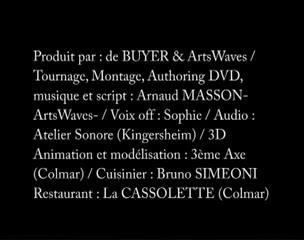 Produit par : de BUYER & ArtsWaves /
Tournage, Montage, Authoring DVD,
musique et script : Arnaud MASSON-
ArtsWaves- / Voix off : Sophie / Audio :
Atelier Sonore (Kingersheim) / 3D
Animation et modélisation : 3ème Axe
(Colmar) / Cuisinier : Bruno SIMEONI
Restaurant : La CASSOLETTE (Colmar)